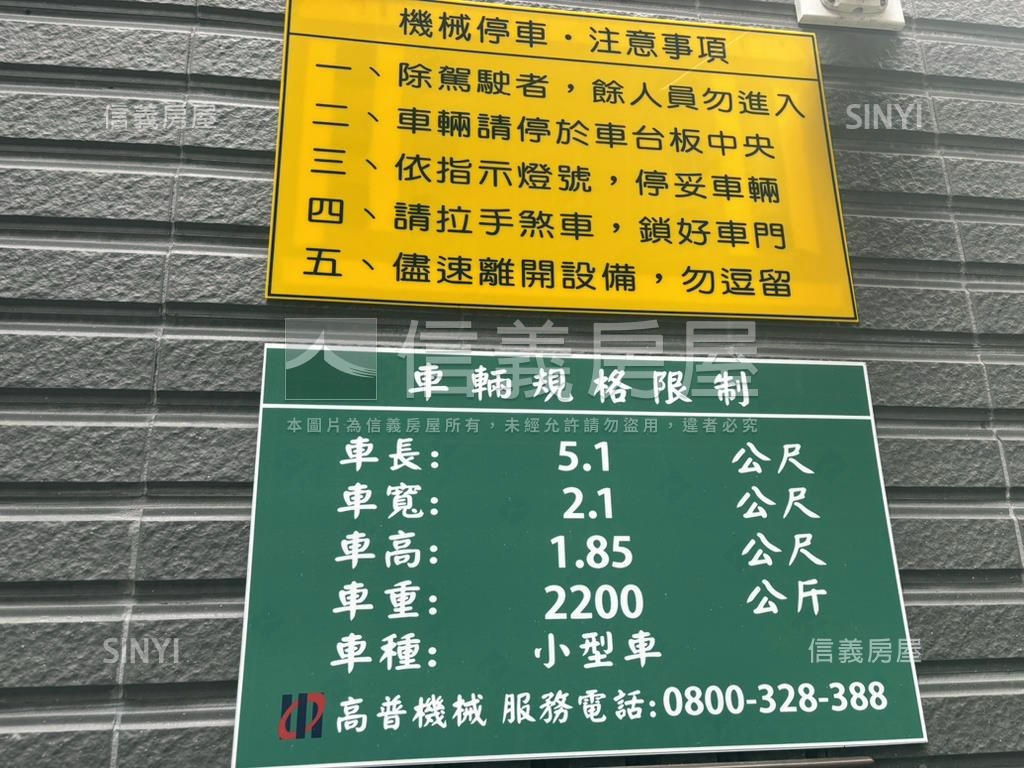 機械停車・注意事項
一、除駕駛者，餘人員勿進入
二、車輛請停於車台板中央
三、依指示燈號，停妥車輛
四、請拉手煞車，鎖好車門
五、儘速離開設備，勿逗留
信義房屋
SINYI
信義房屋
車輛規格限制
本圖片為信義房屋所有，未經允許請勿盜用，違者必究
車長: 5.1 公尺
車寬: 2.1 公尺
車高: 1.85 公尺
車重: 2200 公斤
車種: 小型車
SINYI
信義房屋
高普機械 服務電話:0800-328-388